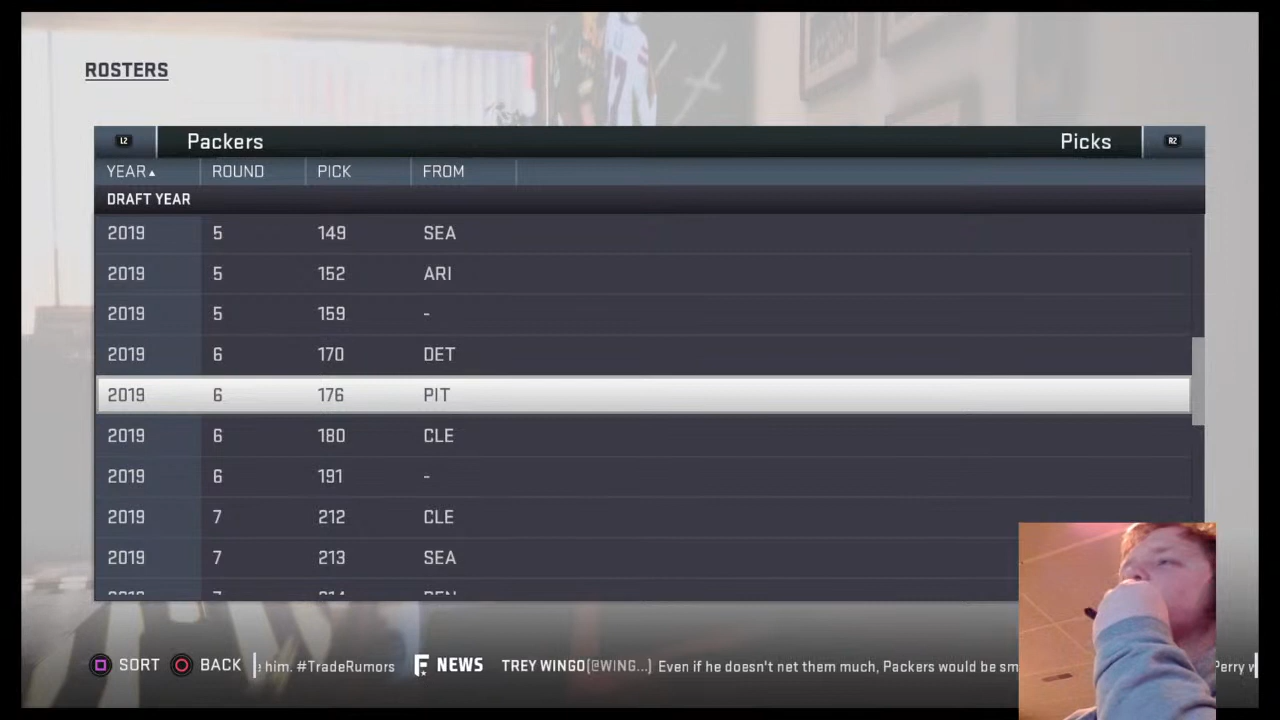 ROSTERS
L2 Packers Picks R2
YEAR ROUND PICK FROM
DRAFT YEAR
2019 5 149 SEA
2019 5 152 ARI
2019 5 159 -
2019 6 170 DET
2019 6 176 PIT
2019 6 180 CLE
2019 6 191 -
2019 7 212 CLE
2019 7 213 SEA
SORT BACK him. #TradeRumors F NEWS TREY WINGO(@WING...) Even if he doesn't net them much, Packers would be sm Perry w